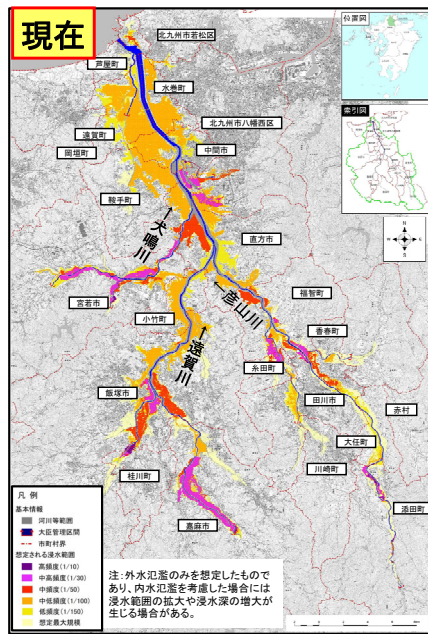 現在
位置図
索引図
北九州市若松区
芦屋町
水巻町
北九州市八幡西区
遠賀町
中間市
岡垣町
鞍手町
犬鳴川
直方市
宮若市
彦山川
福智町
小竹町
遠賀川
香春町
糸田町
飯塚市
田川市
赤村
大任町
桂川町
川崎町
添田町
嘉麻市
凡 例
基本情報
河川等範囲
大臣管理区間
市町村界
想定される浸水範囲
高頻度(1/10)
中高頻度(1/30)
中頻度(1/50)
中低頻度(1/100)
低頻度(1/150)
想定最大規模
注:外水氾濫のみを想定したもので
あり、内水氾濫を考慮した場合には
浸水範囲の拡大や浸水深の増大が
生じる場合がある。